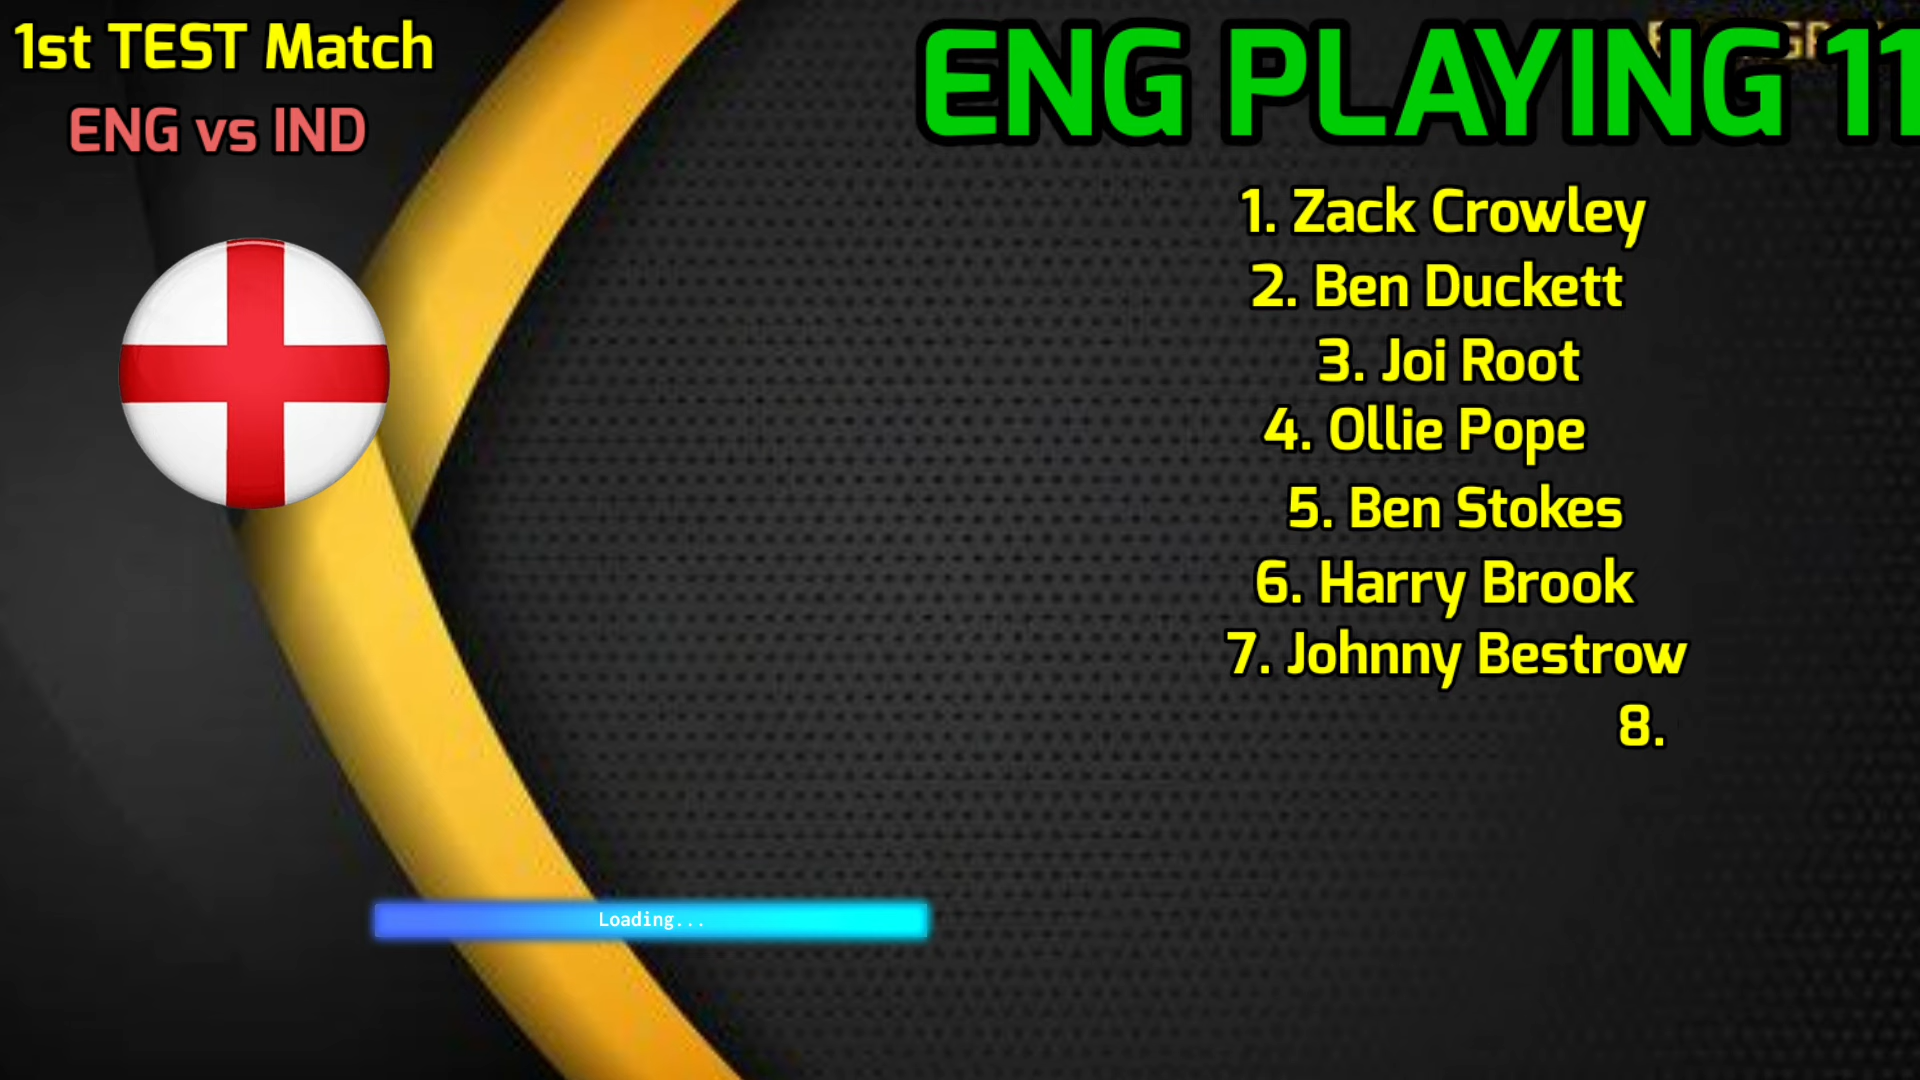 1st TEST Match
ENG vs IND
ENG PLAYING 11
1. Zack Crowley
2. Ben Duckett
3. Joi Root
4. Ollie Pope
5. Ben Stokes
6. Harry Brook
7. Johnny Bestrow
8.
Loading...